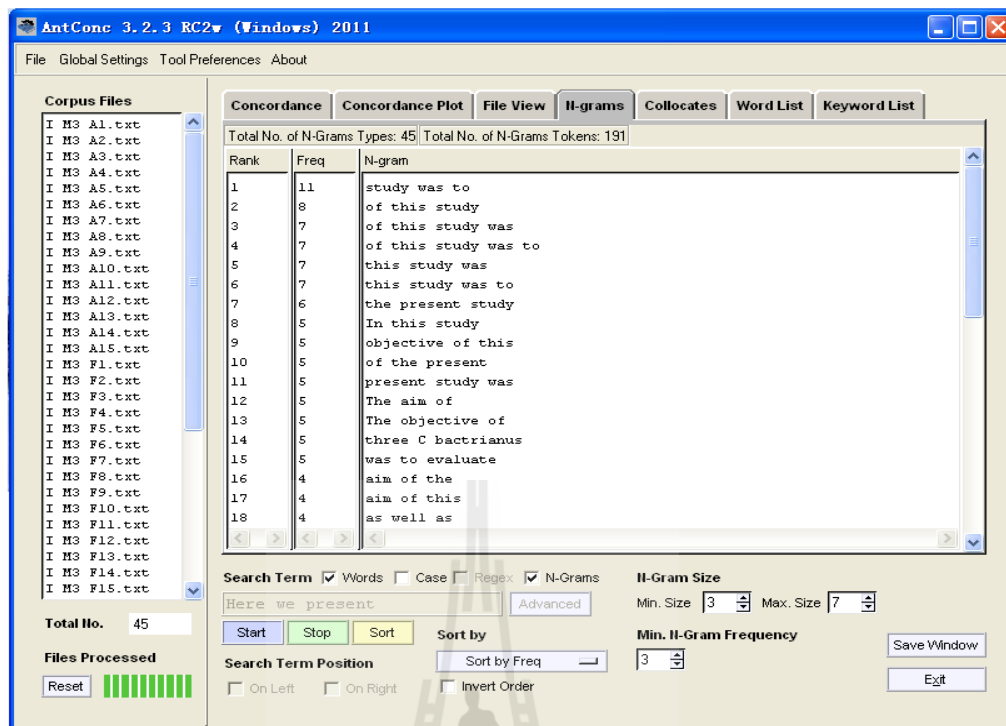 AntConc 3.2.3 RC2w (Windows) 2011
File Global Settings Tool Preferences About
Corpus Files
I M3 A1.txt
I M3 A2.txt
I M3 A3.txt
I M3 A4.txt
I M3 A5.txt
I M3 A6.txt
I M3 A7.txt
I M3 A8.txt
I M3 A9.txt
I M3 A10.txt
I M3 A11.txt
I M3 A12.txt
I M3 A13.txt
I M3 A14.txt
I M3 A15.txt
I M3 F1.txt
I M3 F2.txt
I M3 F3.txt
I M3 F4.txt
I M3 F5.txt
I M3 F6.txt
I M3 F7.txt
I M3 F8.txt
I M3 F9.txt
I M3 F10.txt
I M3 F11.txt
I M3 F12.txt
I M3 F13.txt
I M3 F14.txt
I M3 F15.txt
Total No. 45
Files Processed
Reset
Concordance Concordance Plot File View N-grams Collocates Word List Keyword List
Total No. of N-Grams Types: 45 Total No. of N-Grams Tokens: 191
Rank Freq N-gram
1 11 study was to
2 8 of this study
3 7 of this study was
4 7 of this study was to
5 7 this study was
6 7 this study was to
7 6 the present study
8 5 In this study
9 5 objective of this
10 5 of the present
11 5 present study was
12 5 The aim of
13 5 The objective of
14 5 three C bactrianus
15 5 was to evaluate
16 4 aim of the
17 4 aim of this
18 4 as well as
Search Term Words Case Regex N-Grams N-Gram Size
Here we present Advanced Min. Size 3 Max. Size 7
Start Stop Sort Sort by Min. N-Gram Frequency
Search Term Position Sort by Freq 3 Save Window
On Left On Right Invert Order Exit